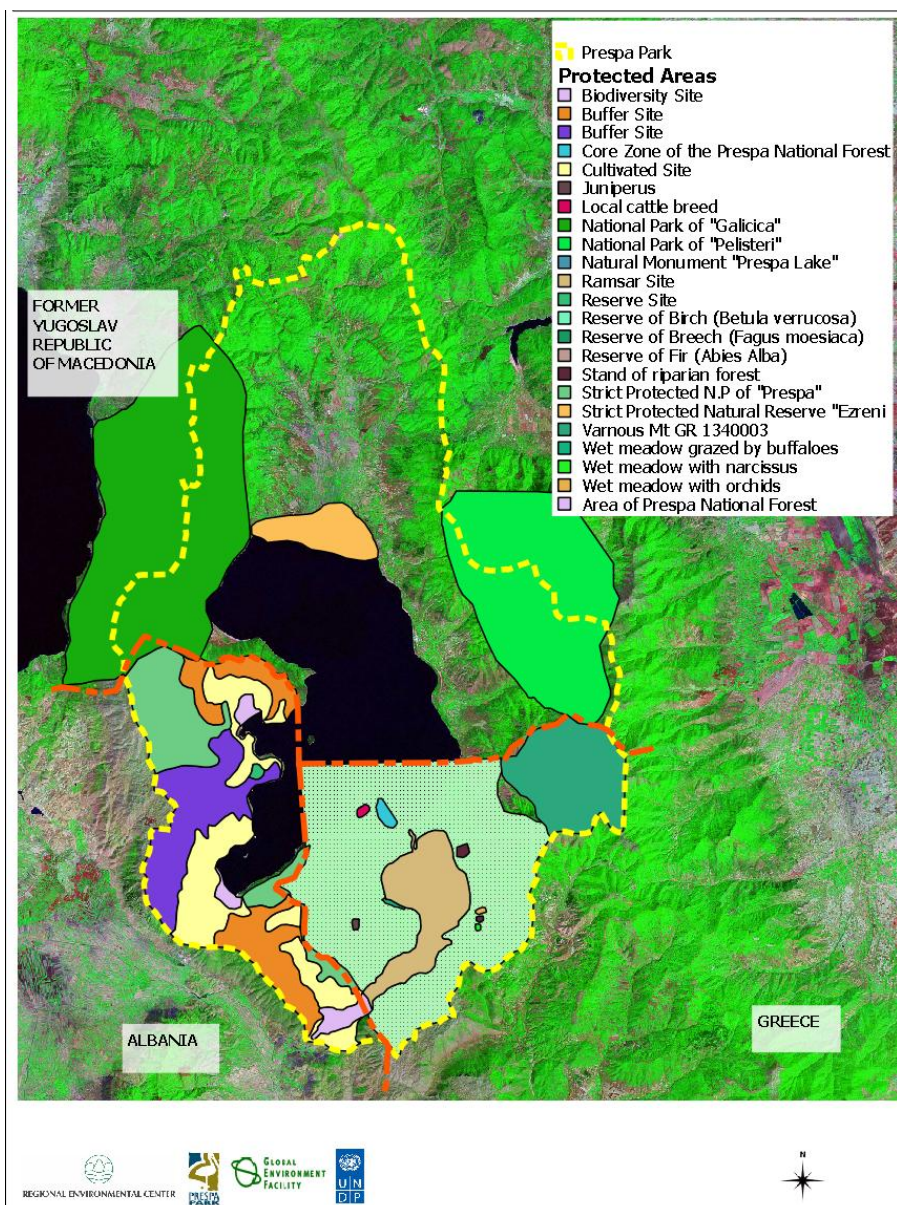 Prespa Park
Protected Areas
Biodiversity Site
Buffer Site
Buffer Site
Core Zone of the Prespa National Forest
Cultivated Site
Juniperus
Local cattle breed
National Park of "Galicica"
National Park of "Pelisteri"
Natural Monument "Prespa Lake"
Ramsar Site
Reserve Site
Reserve of Birch (Betula verrucosa)
Reserve of Breech (Fagus moesiaca)
Reserve of Fir (Abies Alba)
Stand of riparian forest
Strict Protected N.P of "Prespa"
Strict Protected Natural Reserve "Ezreni
Varnous Mt GR 1340003
Wet meadow grazed by buffaloes
Wet meadow with narcissus
Wet meadow with orchids
Area of Prespa National Forest
FORMER
YUGOSLAV
REPUBLIC
OF MACEDONIA
ALBANIA
GREECE
REGIONAL ENVIRONMENTAL CENTER
PRESPA
PARK
GLOBAL
ENVIRONMENT
FACILITY
U N
D P
N